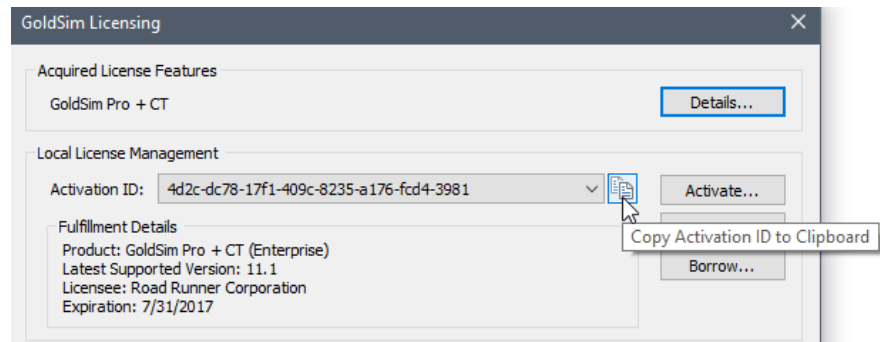 GoldSim Licensing
Acquired License Features
GoldSim Pro + CT
Details...
Local License Management
Activation ID: 4d2c-dc78-17f1-409c-8235-a176-fcd4-3981
Activate...
Fulfillment Details
Copy Activation ID to Clipboard
Product: GoldSim Pro + CT (Enterprise)
Latest Supported Version: 11.1
Borrow...
Licensee: Road Runner Corporation
Expiration: 7/31/2017